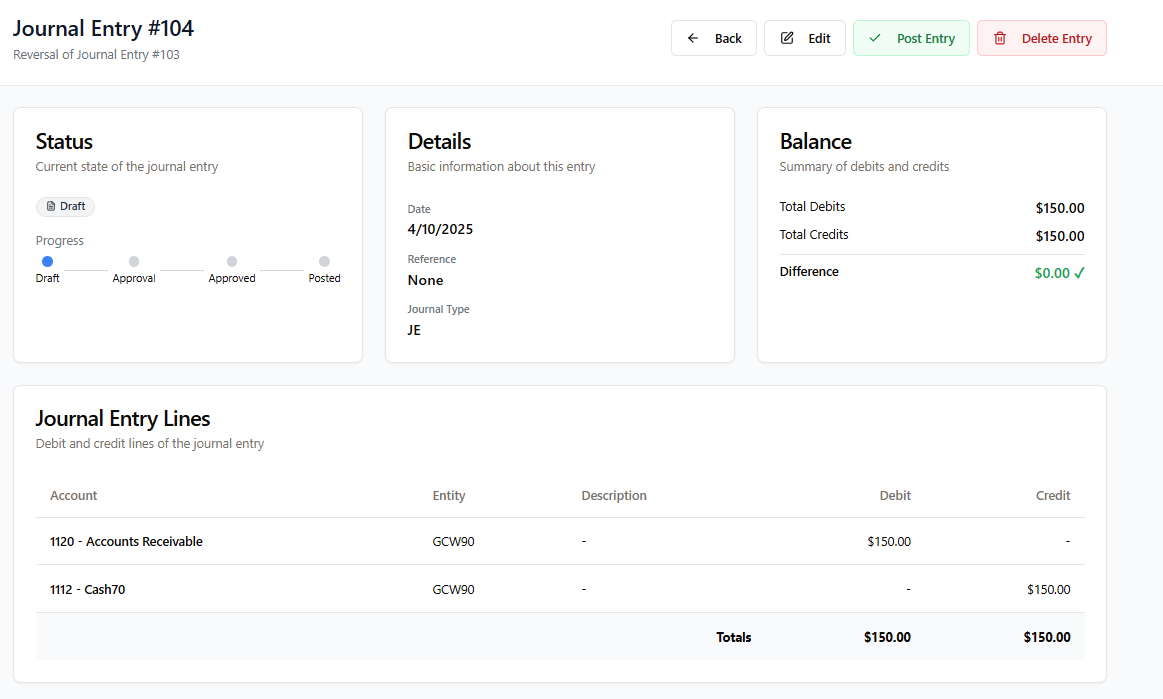 Journal Entry #104
Reversal of Journal Entry #103
Back
Edit
Post Entry
Delete Entry
Status
Current state of the journal entry
Draft
Progress
Draft
Approval
Approved
Posted
Details
Basic information about this entry
Date
4/10/2025
Reference
None
Journal Type
JE
Balance
Summary of debits and credits
Total Debits $150.00
Total Credits $150.00
Difference $0.00 ✓
Journal Entry Lines
Debit and credit lines of the journal entry
Account Entity Description Debit Credit
1120 - Accounts Receivable GCW90 - $150.00 -
1112 - Cash70 GCW90 - - $150.00
Totals $150.00 $150.00